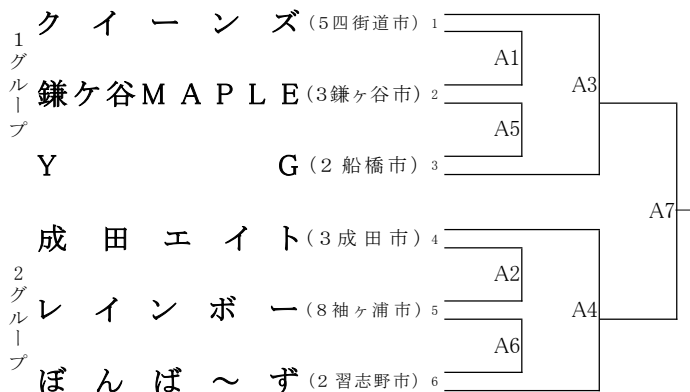 1グループ
クイーンズ(5四街道市) 1
A1
鎌ケ谷MAPLE(3鎌ヶ谷市) 2
A3
A5
YG(2船橋市) 3
A7
2グループ
成田エイト(3成田市) 4
A2
レインボー(8袖ヶ浦市) 5
A4
A6
ぼんば～ず(2習志野市) 6